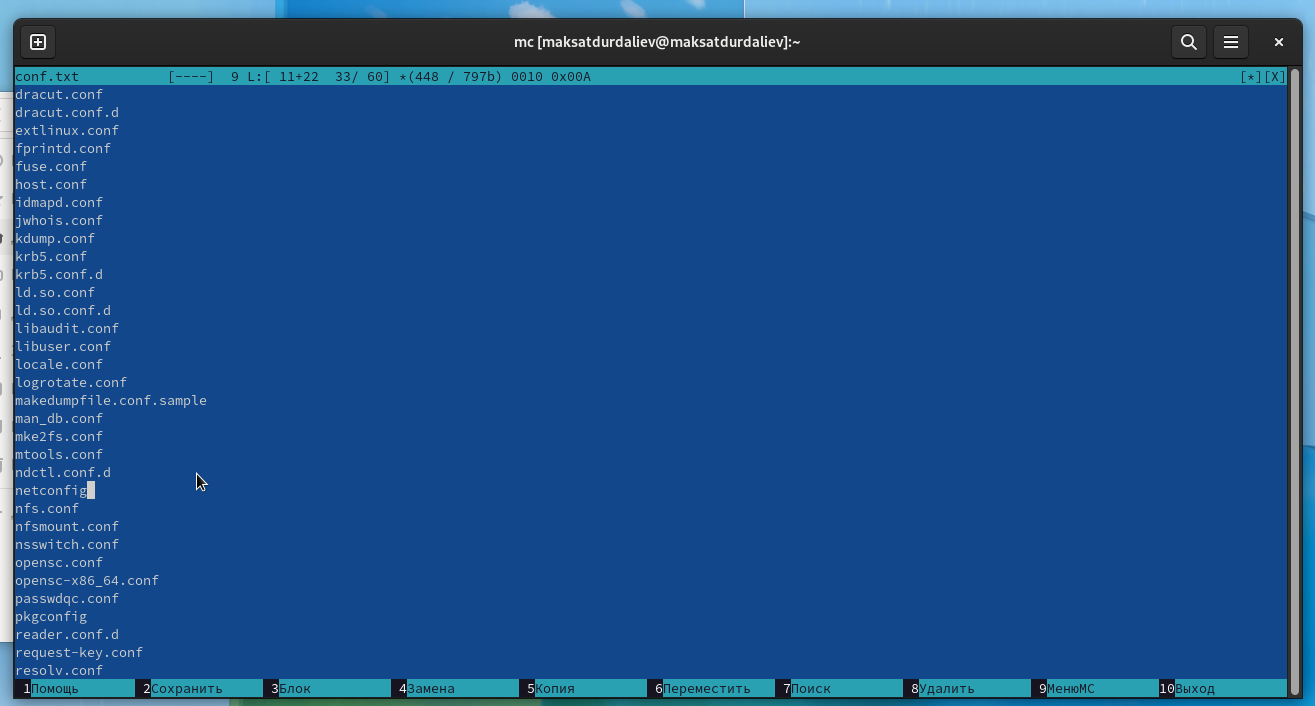 mc [maksatdurdaliev@maksatdurdaliev]:~
conf.txt [----] 9 L:[ 11+22 33/ 60] *(448 / 797b) 0010 0x00A [*][X]
dracut.conf
dracut.conf.d
extlinux.conf
fprintd.conf
fuse.conf
host.conf
idmapd.conf
jwhois.conf
kdump.conf
krb5.conf
krb5.conf.d
ld.so.conf
ld.so.conf.d
libaudit.conf
libuser.conf
locale.conf
logrotate.conf
makedumpfile.conf.sample
man_db.conf
mke2fs.conf
mtools.conf
ndctl.conf.d
netconfig
nfs.conf
nfsmount.conf
nsswitch.conf
opensc.conf
opensc-x86_64.conf
passwdqc.conf
pkgconfig
reader.conf.d
request-key.conf
resolv.conf
1Помощь 2Сохранить 3Блок 4Замена 5Копия 6Переместить 7Поиск 8Удалить 9МенюMC 10Выход